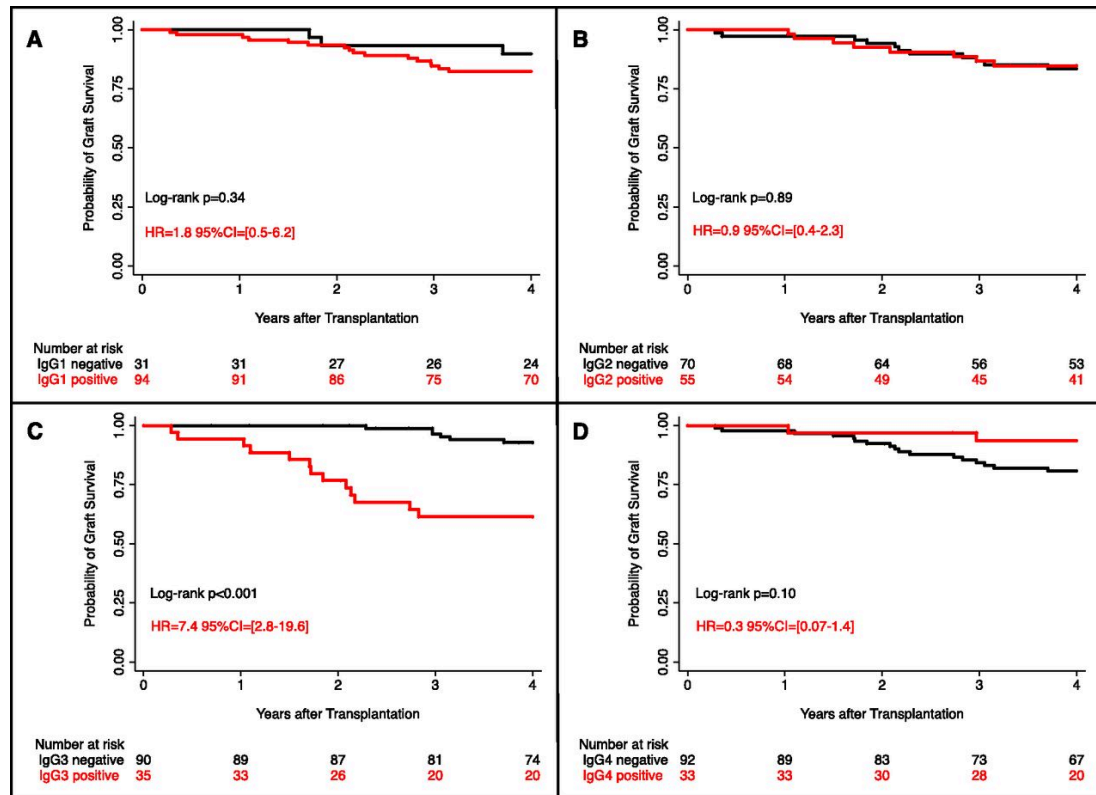 A
Probability of Graft Survival
1.00
0.75
0.50
0.25
0.00
Log-rank p=0.34
HR=1.8 95%CI=[0.5-6.2]
0 1 2 3 4
Years after Transplantation
Number at risk
IgG1 negative 31 31 27 26 24
IgG1 positive 94 91 86 75 70
B
Probability of Graft Survival
1.00
0.75
0.50
0.25
0.00
Log-rank p=0.89
HR=0.9 95%CI=[0.4-2.3]
0 1 2 3 4
Years after Transplantation
Number at risk
IgG2 negative 70 68 64 56 53
IgG2 positive 55 54 49 45 41
C
Probability of Graft Survival
1.00
0.75
0.50
0.25
0.00
Log-rank p<0.001
HR=7.4 95%CI=[2.8-19.6]
0 1 2 3 4
Years after Transplantation
Number at risk
IgG3 negative 90 89 87 81 74
IgG3 positive 35 33 26 20 20
D
Probability of Graft Survival
1.00
0.75
0.50
0.25
0.00
Log-rank p=0.10
HR=0.3 95%CI=[0.07-1.4]
0 1 2 3 4
Years after Transplantation
Number at risk
IgG4 negative 92 89 83 73 67
IgG4 positive 33 33 30 28 20